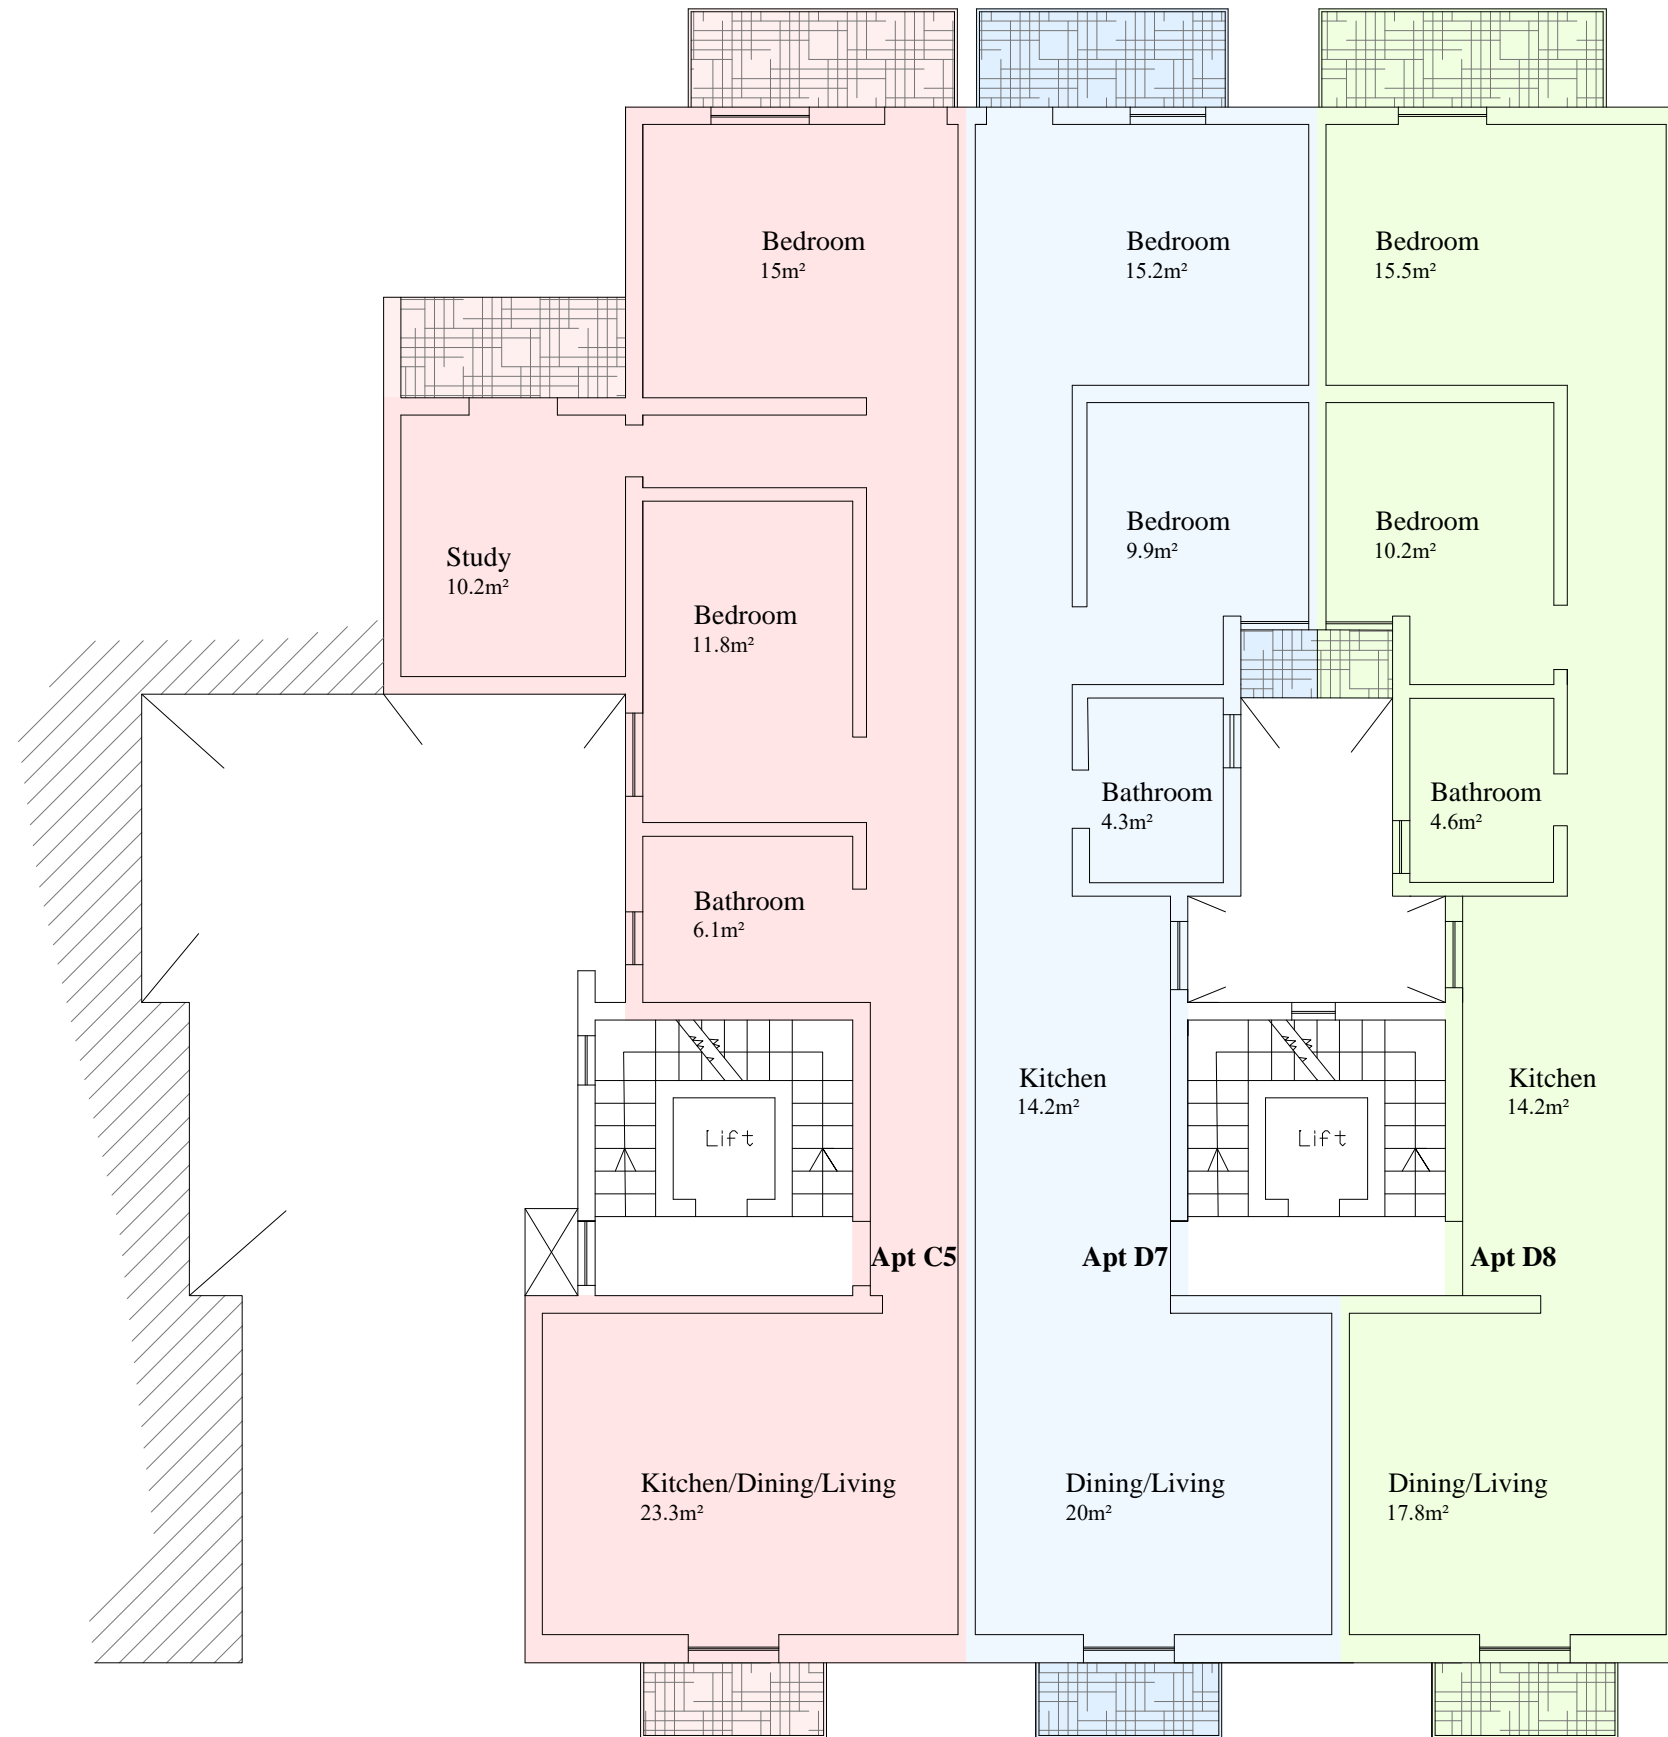 Bedroom
15m²
Bedroom
15.2m²
Bedroom
15.5m²
Study
10.2m²
Bedroom
11.8m²
Bedroom
9.9m²
Bedroom
10.2m²
Bathroom
6.1m²
Bathroom
4.3m²
Bathroom
4.6m²
Kitchen
14.2m²
Kitchen
14.2m²
Lift
Lift
Apt C5
Apt D7
Apt D8
Kitchen/Dining/Living
23.3m²
Dining/Living
20m²
Dining/Living
17.8m²